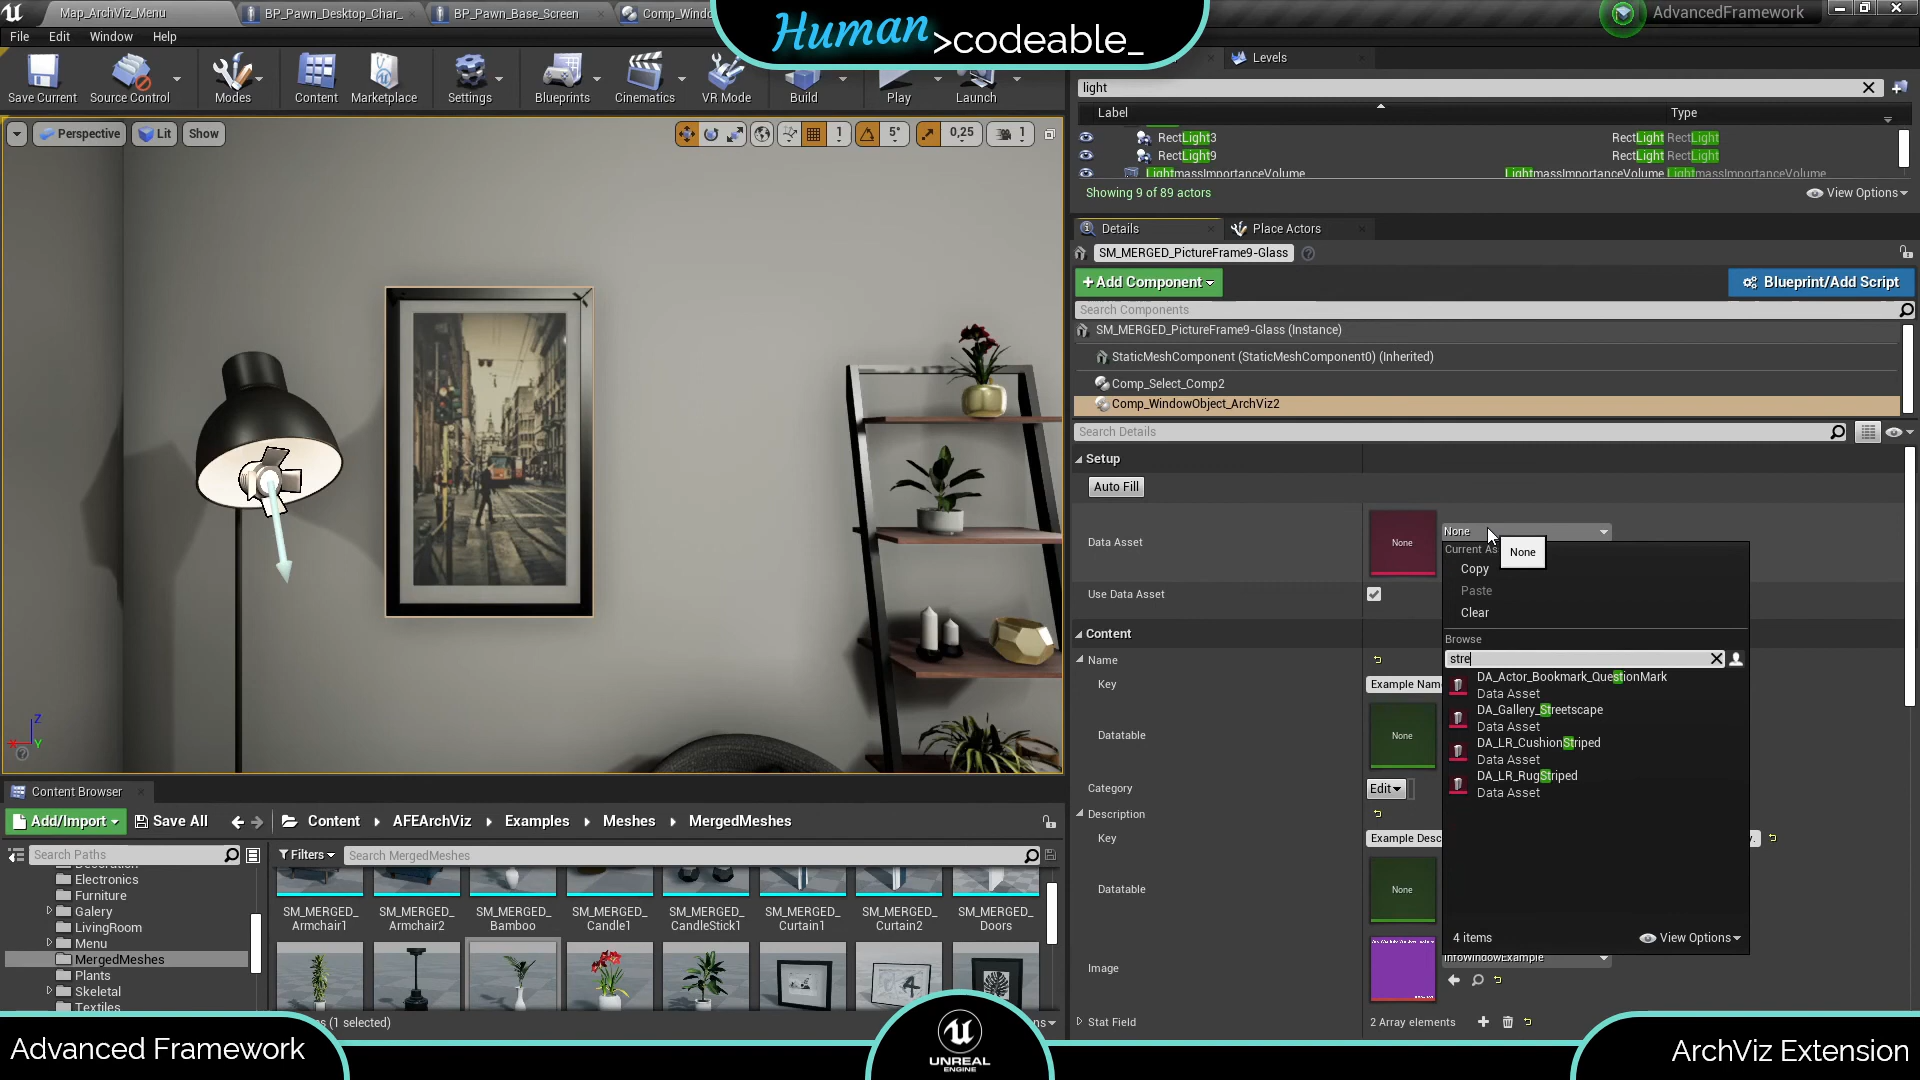 Map_ArchViz_Menu
BP_Pawn_Desktop_Char_
BP_Pawn_Base_Screen
Comp_Windo
Human
>codeable_
AdvancedFramework
File Edit Window Help
Save Current
Source Control
Modes
Content
Marketplace
Settings
Blueprints
Cinematics
VR Mode
Build
Play
Launch
Levels
light
Label
Type
RectLight3
RectLight RectLight
RectLight9
RectLight RectLight
LightmassImportanceVolume
LightmassImportanceVolume LightmassImportanceVolume
Showing 9 of 89 actors
View Options
Perspective
Lit
Show
1
5°
0,25
1
Details
Place Actors
SM_MERGED_PictureFrame9-Glass
+Add Component
Blueprint/Add Script
Search Components
SM_MERGED_PictureFrame9-Glass (Instance)
StaticMeshComponent (StaticMeshComponent0) (Inherited)
Comp_Select_Comp2
Comp_WindowObject_ArchViz2
Search Details
Setup
Auto Fill
Data Asset
None
None
None
Current As
Copy
Paste
Clear
Use Data Asset
Browse
stre
DA_Actor_Bookmark_QuestionMark
Data Asset
DA_Gallery_Streetscape
Data Asset
DA_LR_CushionStriped
Data Asset
DA_LR_RugStriped
Data Asset
4 items
View Options
Content
Name
Key
Example Nam
Datatable
None
Category
Edit
Description
Key
Example Desc
Datatable
None
Image
InfoWindowExample
Stat Field
2 Array elements
Z
X
Y
Content Browser
Add/Import
Save All
Content
AFEArchViz
Examples
Meshes
MergedMeshes
Search Paths
Filters
Search MergedMeshes
Electronics
Furniture
Galery
LivingRoom
Menu
MergedMeshes
Plants
Skeletal
Textiles
SM_MERGED_
Armchair1
SM_MERGED_
Armchair2
SM_MERGED_
Bamboo
SM_MERGED_
Candle1
SM_MERGED_
CandleStick1
SM_MERGED_
Curtain1
SM_MERGED_
Curtain2
SM_MERGED_
Doors
(1 selected)
Advanced Framework
UNREAL
ENGINE
ArchViz Extension